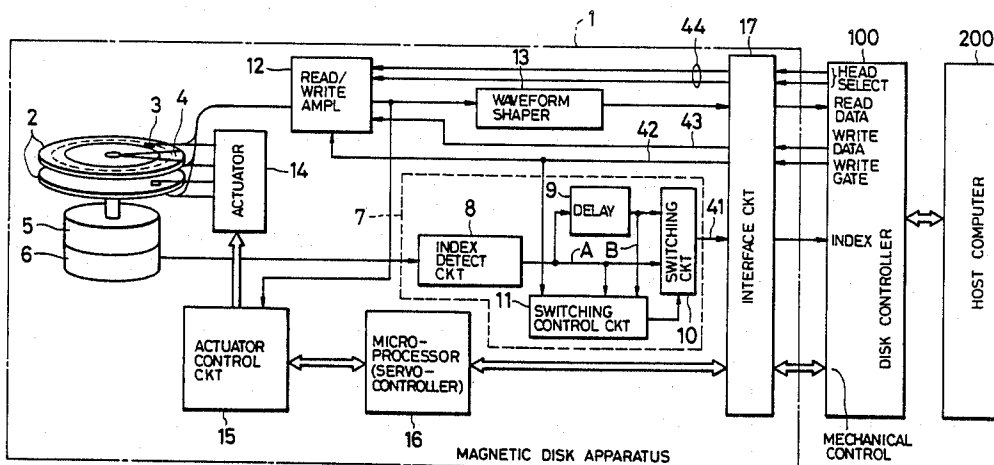 1
44
17
100
200
12
READ/
WRITE
AMPL
13
WAVEFORM
SHAPER
HEAD
SELECT
READ
DATA
WRITE
DATA
WRITE
GATE
43
42
2
3
4
ACTUATOR
14
5
6
7
8
INDEX
DETECT
CKT
9
DELAY
A
B
SWITCHING
CKT
41
10
11
SWITCHING
CONTROL CKT
INTERFACE CKT
INDEX
DISK CONTROLLER
HOST COMPUTER
ACTUATOR
CONTROL
CKT
15
MICRO-
PROCESSOR
(SERVO-
CONTROLLER)
16
MAGNETIC DISK APPARATUS
MECHANICAL
CONTROL